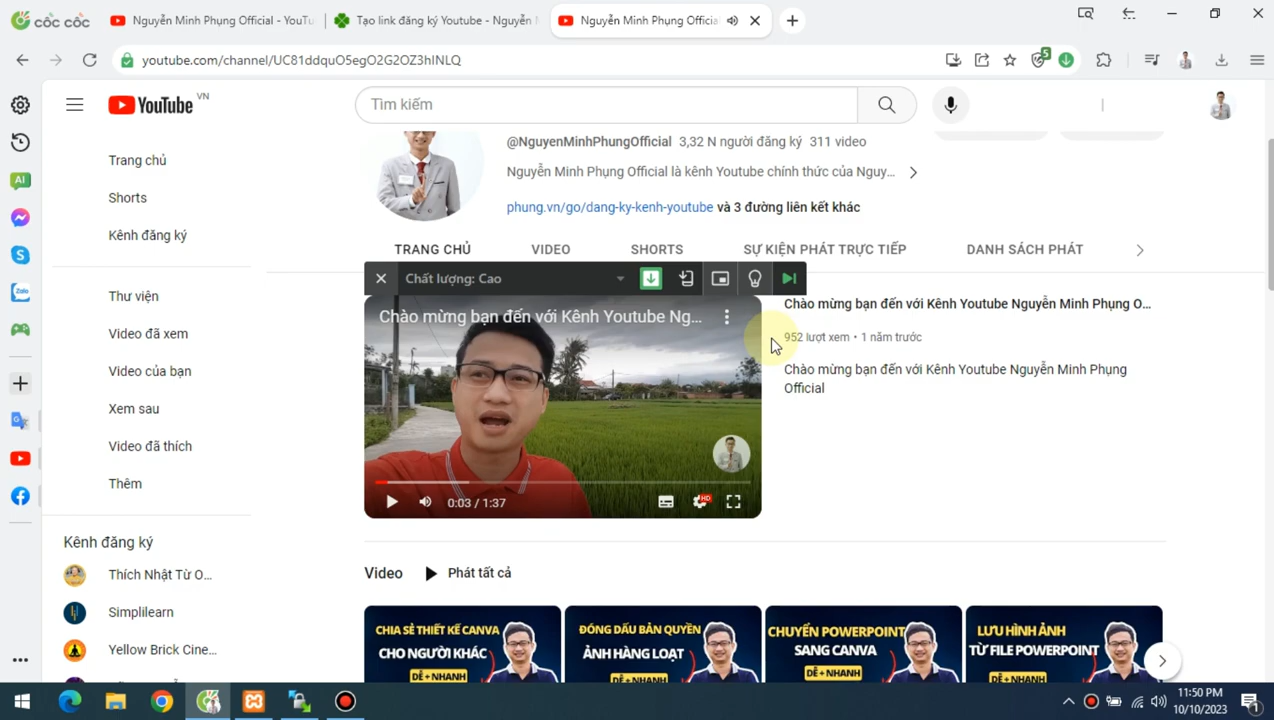 cốc cốc
Nguyễn Minh Phụng Official - YouTu
Tạo link đăng ký Youtube - Nguyễn
Nguyễn Minh Phụng Officia
youtube.com/channel/UC81ddquO5egO2G2OZ3hINLQ
5
YouTube VN
Tìm kiếm
@NguyenMinhPhungOfficial 3,32 N người đăng ký 311 video
Nguyễn Minh Phụng Official là kênh Youtube chính thức của Nguy...
phung.vn/go/dang-ky-kenh-youtube và 3 đường liên kết khác
TRANG CHỦ VIDEO SHORTS SỰ KIỆN PHÁT TRỰC TIẾP DANH SÁCH PHÁT
Chất lượng: Cao
Chào mừng bạn đến với Kênh Youtube Ng...
0:03 / 1:37
HD
Chào mừng bạn đến với Kênh Youtube Nguyễn Minh Phụng O...
952 lượt xem • 1 năm trước
Chào mừng bạn đến với Kênh Youtube Nguyễn Minh Phụng
Official
Trang chủ
Shorts
Kênh đăng ký
Thư viện
Video đã xem
Video của bạn
Xem sau
Video đã thích
Thêm
Kênh đăng ký
Thích Nhật Từ O...
Simplilearn
Yellow Brick Cine...
AI
Zalo
Video Phát tất cả
CHIA SẺ THIẾT KẾ CANVA
CHO NGƯỜI KHÁC
DỄ + NHANH
ĐÓNG DẤU BẢN QUYỀN
ẢNH HÀNG LOẠT
DỄ + NHANH
CHUYỂN POWERPOINT
SANG CANVA
DỄ + NHANH
LƯU HÌNH ẢNH
TỪ FILE POWERPOINT
DỄ + NHANH
11:50 PM
10/10/2023
1